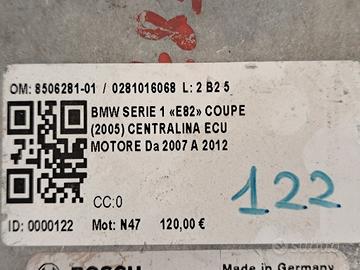 OM: 8506281-01 / 0281016068 L: 2 B2 5
BMW SERIE 1 «E82» COUPE
(2005) CENTRALINA ECU
MOTORE Da 2007 A 2012
CC:0
122
ID: 0000122 Mot: N47 120,00 €
BOSCH Made in Germany